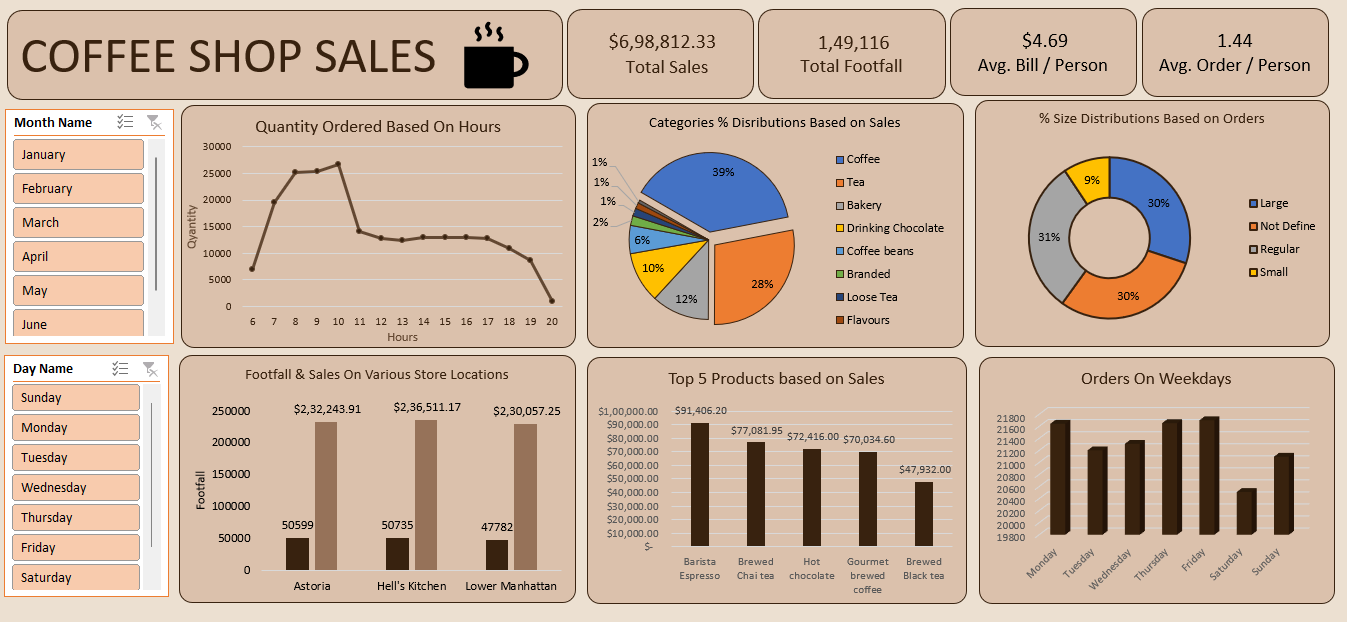 COFFEE SHOP SALES
$6,98,812.33
Total Sales
1,49,116
Total Footfall
$4.69
Avg. Bill / Person
1.44
Avg. Order / Person
Month Name
January
February
March
April
May
June
Quantity Ordered Based On Hours
30000
25000
20000
15000
10000
5000
0
Qyantity
6 7 8 9 10 11 12 13 14 15 16 17 18 19 20
Hours
Categories % Disributions Based on Sales
39%
28%
12%
10%
6%
2%
1%
1%
1%
Coffee
Tea
Bakery
Drinking Chocolate
Coffee beans
Branded
Loose Tea
Flavours
% Size Distributions Based on Orders
30%
30%
31%
9%
Large
Not Define
Regular
Small
Day Name
Sunday
Monday
Tuesday
Wednesday
Thursday
Friday
Saturday
Footfall & Sales On Various Store Locations
250000
200000
150000
100000
50000
0
Footfall
$2,32,243.91
$2,36,511.17
$2,30,057.25
50599
50735
47782
Astoria
Hell's Kitchen
Lower Manhattan
Top 5 Products based on Sales
$1,00,000.00
$90,000.00
$80,000.00
$70,000.00
$60,000.00
$50,000.00
$40,000.00
$30,000.00
$20,000.00
$10,000.00
$-
$91,406.20
$77,081.95
$72,416.00
$70,034.60
$47,932.00
Barista
Espresso
Brewed
Chai tea
Hot
chocolate
Gourmet
brewed
coffee
Brewed
Black tea
Orders On Weekdays
21800
21600
21400
21200
21000
20800
20600
20400
20200
20000
19800
Monday
Tuesday
Wednesday
Thursday
Friday
Saturday
Sunday